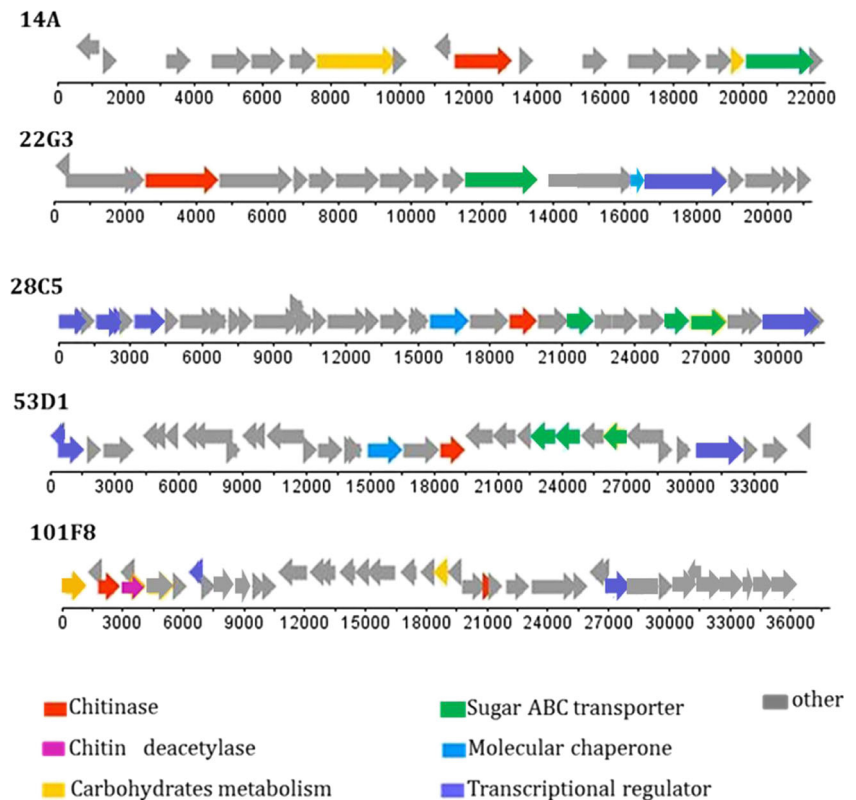 14A
0 2000 4000 6000 8000 10000 12000 14000 16000 18000 20000 22000
22G3
0 2000 4000 6000 8000 10000 12000 14000 16000 18000 20000
28C5
0 3000 6000 9000 12000 15000 18000 21000 24000 27000 30000
53D1
0 3000 6000 9000 12000 15000 18000 21000 24000 27000 30000 33000
101F8
0 3000 6000 9000 12000 15000 18000 21000 24000 27000 30000 33000 36000
Chitinase Sugar ABC transporter other
Chitin deacetylase Molecular chaperone
Carbohydrates metabolism Transcriptional regulator